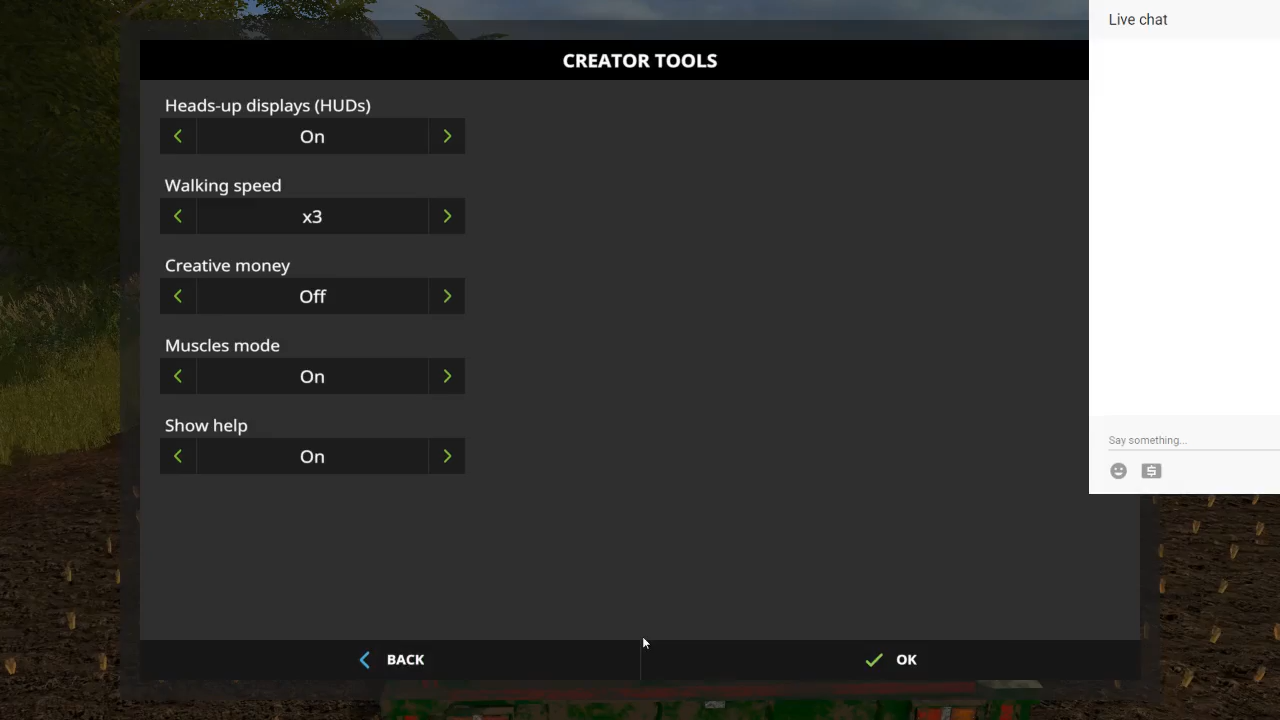 Live chat
CREATOR TOOLS
Heads-up displays (HUDs)
On
Walking speed
x3
Creative money
Off
Muscles mode
On
Show help
On
Say something...
BACK
OK